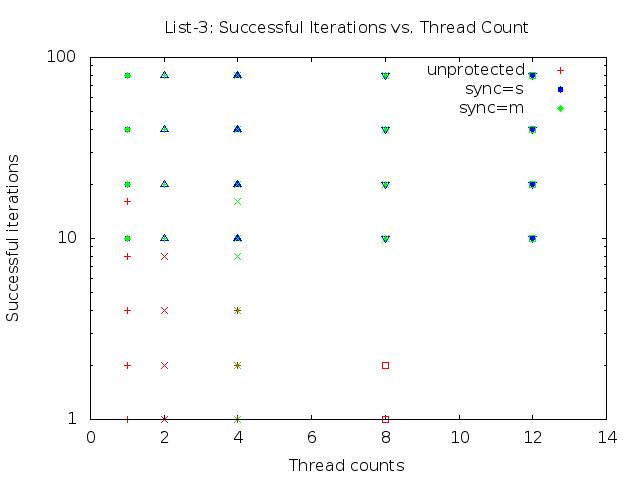 List-3: Successful Iterations vs. Thread Count
100
unprotected
sync=s
sync=m
Successful iterations
10
1
0 2 4 6 8 10 12 14
Thread counts